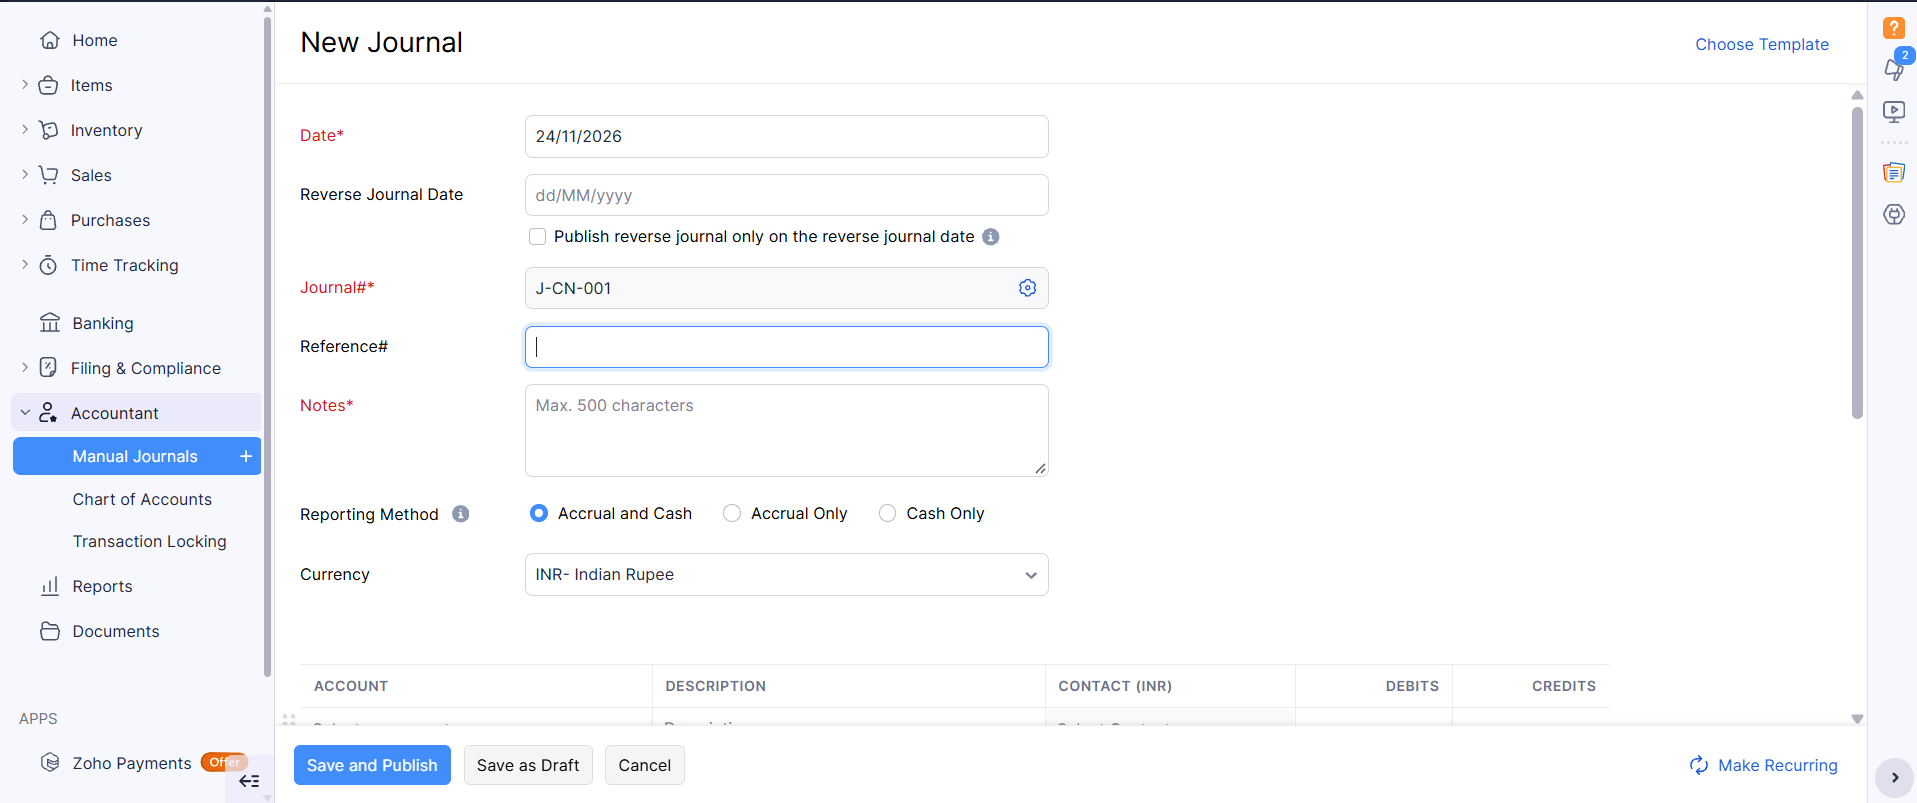 Home
Items
Inventory
Sales
Purchases
Time Tracking
Banking
Filing & Compliance
Accountant
Manual Journals +
Chart of Accounts
Transaction Locking
Reports
Documents
APPS
Zoho Payments Offer
New Journal
Choose Template
Date* 24/11/2026
Reverse Journal Date dd/MM/yyyy
Publish reverse journal only on the reverse journal date
Journal#* J-CN-001
Reference#
Notes* Max. 500 characters
Reporting Method Accrual and Cash Accrual Only Cash Only
Currency INR- Indian Rupee
ACCOUNT DESCRIPTION CONTACT (INR) DEBITS CREDITS
Save and Publish Save as Draft Cancel Make Recurring
?
2